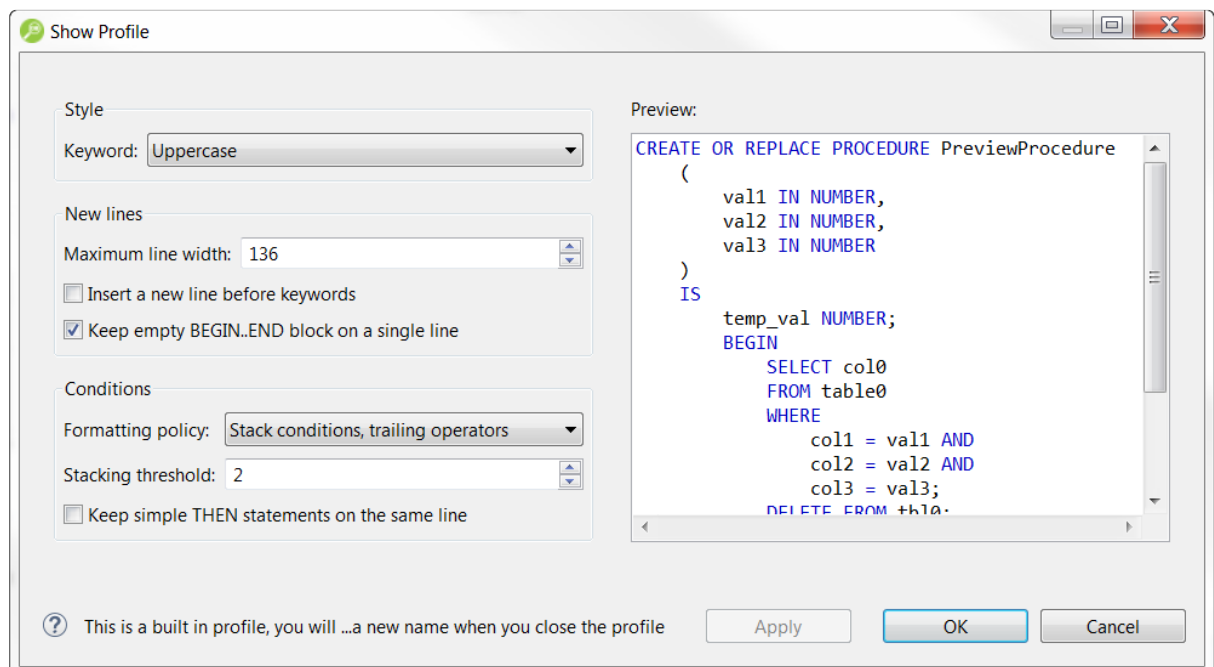 Show Profile
Style
Keyword: Uppercase
New lines
Maximum line width: 136
Insert a new line before keywords
Keep empty BEGIN..END block on a single line
Conditions
Formatting policy: Stack conditions, trailing operators
Stacking threshold: 2
Keep simple THEN statements on the same line
Preview:
CREATE OR REPLACE PROCEDURE PreviewProcedure
(
val1 IN NUMBER,
val2 IN NUMBER,
val3 IN NUMBER
)
IS
temp_val NUMBER;
BEGIN
SELECT col0
FROM table0
WHERE
col1 = val1 AND
col2 = val2 AND
col3 = val3;
DELETE FROM tbl0;
This is a built in profile, you will ...a new name when you close the profile
Apply
OK
Cancel